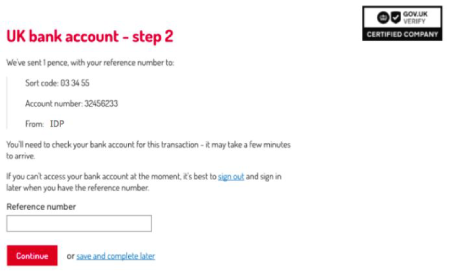 GOV.UK
VERIFY
CERTIFIED COMPANY
UK bank account - step 2
We've sent 1 pence, with your reference number to:
Sort code: 03 34 55
Account number: 32456233
From: IDP
You'll need to check your bank account for this transaction - it may take a few minutes
to arrive.
If you can't access your bank account at the moment, it's best to sign out and sign in
later when you have the reference number.
Reference number
Continue or save and complete later